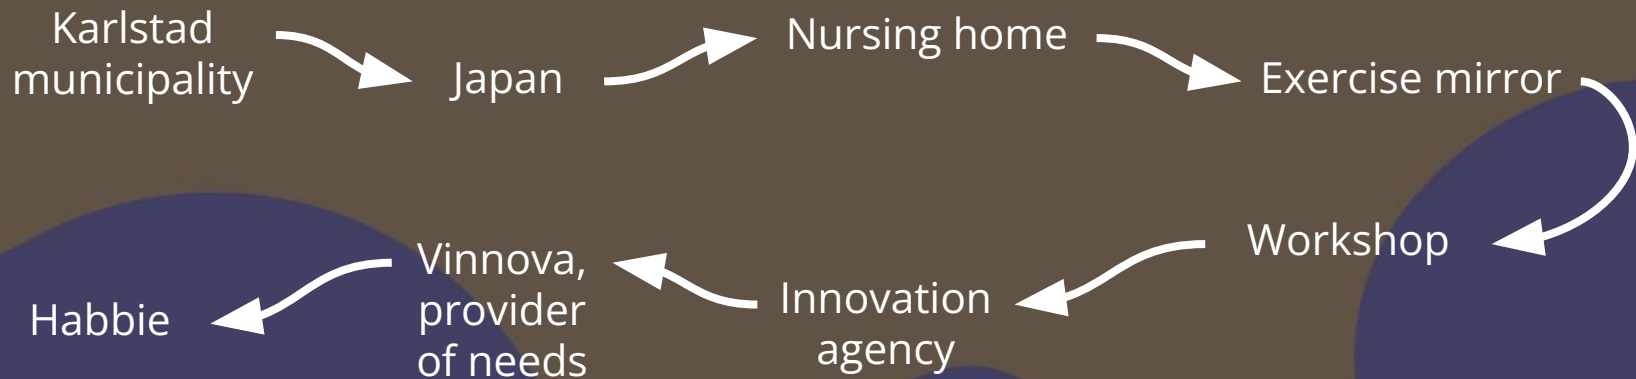 Karlstad
municipality
Japan
Nursing home
Exercise mirror
Workshop
Innovation
agency
Vinnova,
provider
of needs
Habbie